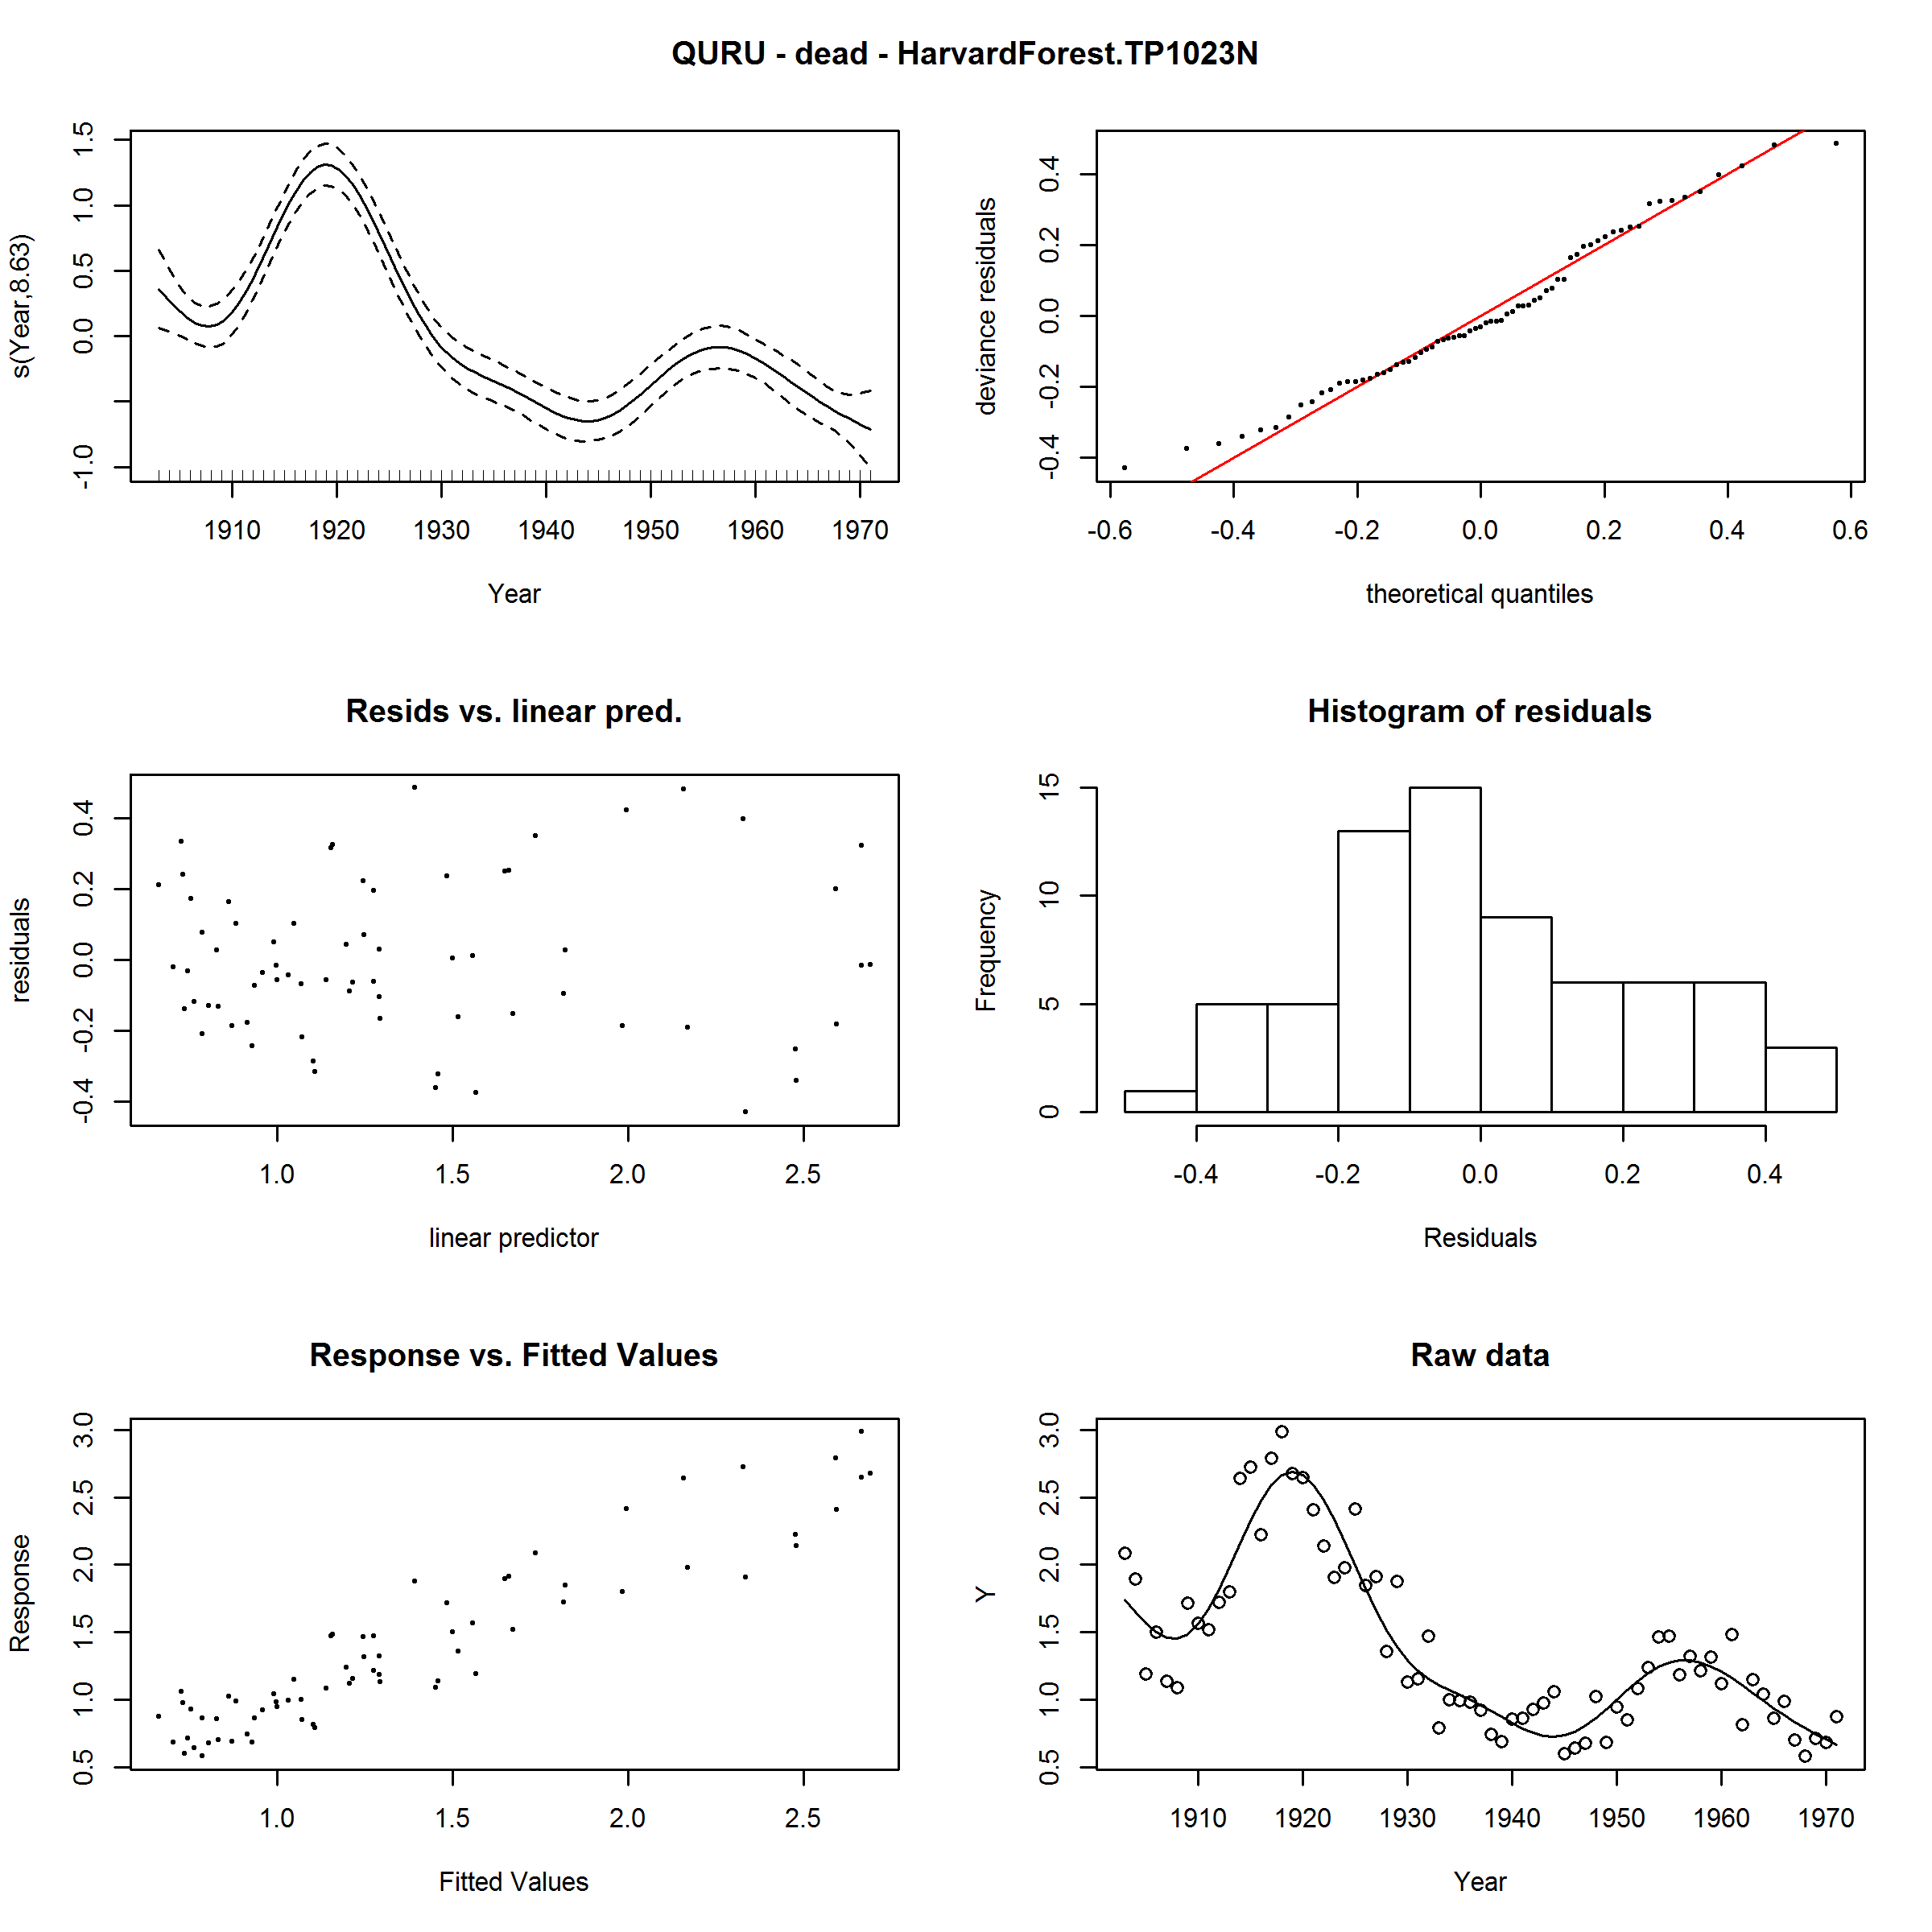 QURU - dead - HarvardForest.TP1023N
s(Year,8.63)
-1.0 0.0 0.5 1.0 1.5
1910 1920 1930 1940 1950 1960 1970
Year
deviance residuals
-0.4 -0.2 0.0 0.2 0.4
-0.6 -0.4 -0.2 0.0 0.2 0.4 0.6
theoretical quantiles
Resids vs. linear pred.
residuals
-0.4 -0.2 0.0 0.2 0.4
1.0 1.5 2.0 2.5
linear predictor
Histogram of residuals
Frequency
0 5 10 15
-0.4 -0.2 0.0 0.2 0.4
Residuals
Response vs. Fitted Values
Response
0.5 1.0 1.5 2.0 2.5 3.0
1.0 1.5 2.0 2.5
Fitted Values
Raw data
Y
0.5 1.0 1.5 2.0 2.5 3.0
1910 1920 1930 1940 1950 1960 1970
Year